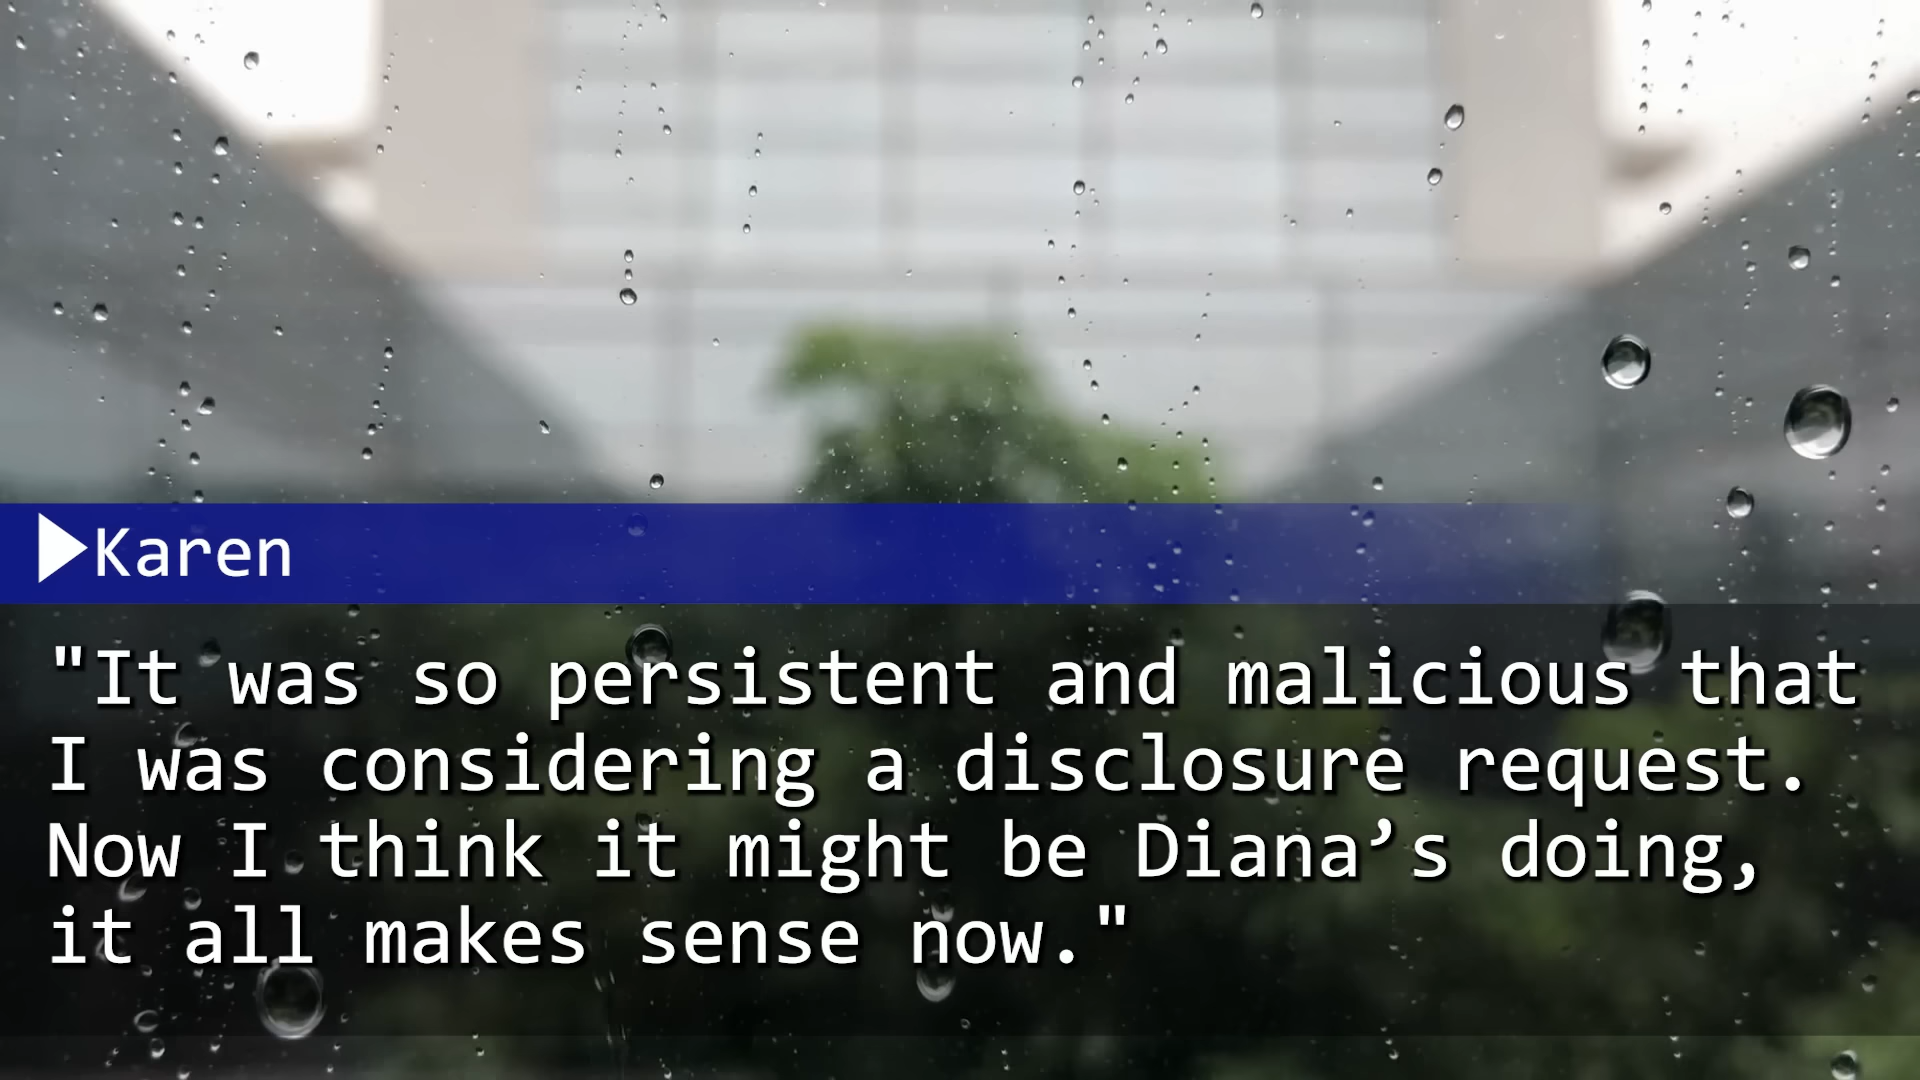 Karen
"It was so persistent and malicious that
I was considering a disclosure request.
Now I think it might be Diana’s doing,
it all makes sense now."